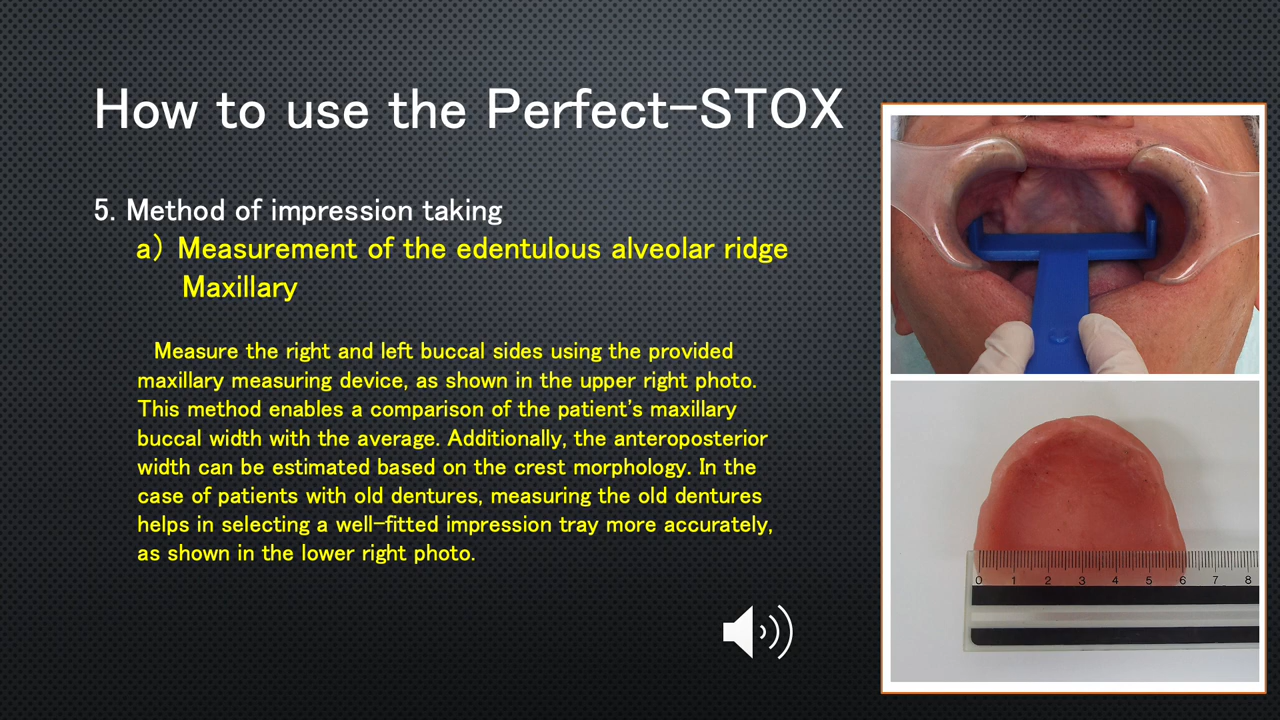 How to use the Perfect-STOX
5. Method of impression taking
a) Measurement of the edentulous alveolar ridge
Maxillary
Measure the right and left buccal sides using the provided
maxillary measuring device, as shown in the upper right photo.
This method enables a comparison of the patient's maxillary
buccal width with the average. Additionally, the anteroposterior
width can be estimated based on the crest morphology. In the
case of patients with old dentures, measuring the old dentures
helps in selecting a well-fitted impression tray more accurately,
as shown in the lower right photo.
0 1 2 3 4 5 6 7 8